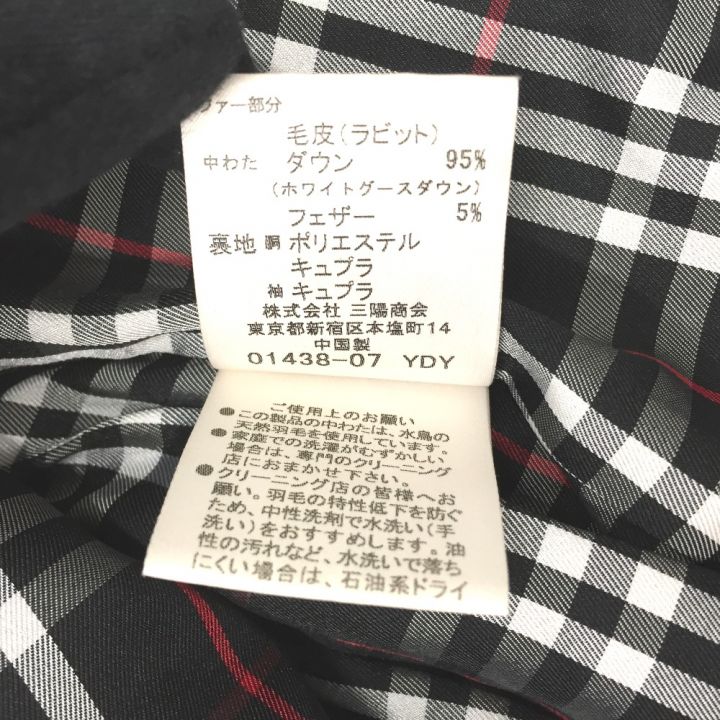 ファー部分
毛皮(ラビット)
中わた ダウン 95%
(ホワイトグースダウン)
フェザー 5%
裏地 胴 ポリエステル
キュプラ
袖 キュプラ
株式会社 三陽商会
東京都新宿区本塩町14
中国製
01438-07 YDY
ご使用上のお願い
●この製品の中わたは、水鳥の
天然羽毛を使用しています。
家庭での洗濯がむずかしい
場合は、専門のクリーニング
店におまかせ下さい。
●クリーニング店の皆様へお
願い。羽毛の特性低下を防ぐ
ため、中性洗剤で水洗い(手
洗い)をおすすめします。油
性の汚れなど、水洗いで落ち
にくい場合は、石油系ドライ